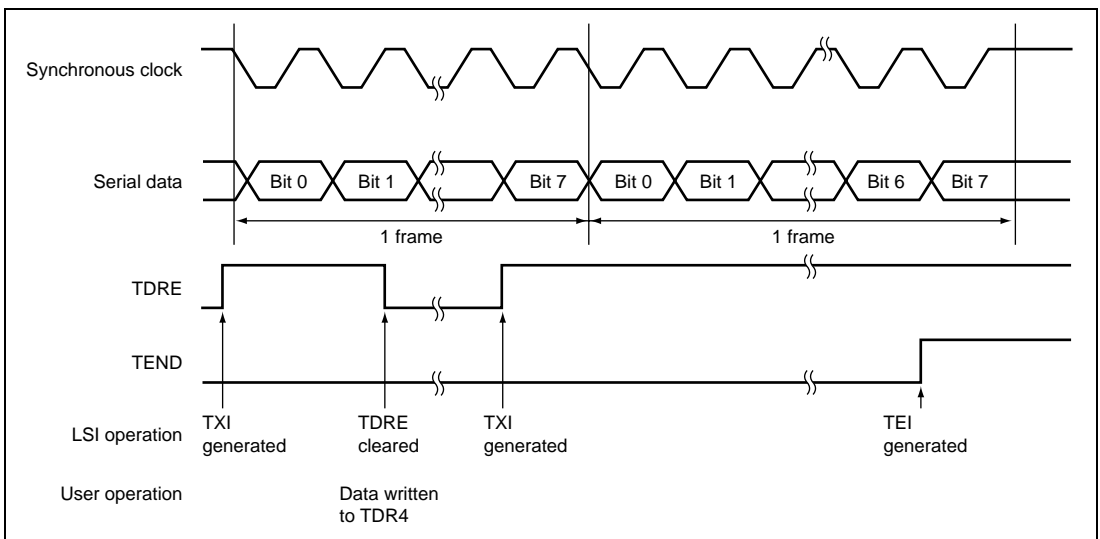 Synchronous clock
Serial data
Bit 0
Bit 1
Bit 7
Bit 0
Bit 1
Bit 6
Bit 7
1 frame
1 frame
TDRE
TEND
LSI operation
TXI
generated
TDRE
cleared
TXI
generated
TEI
generated
User operation
Data written
to TDR4